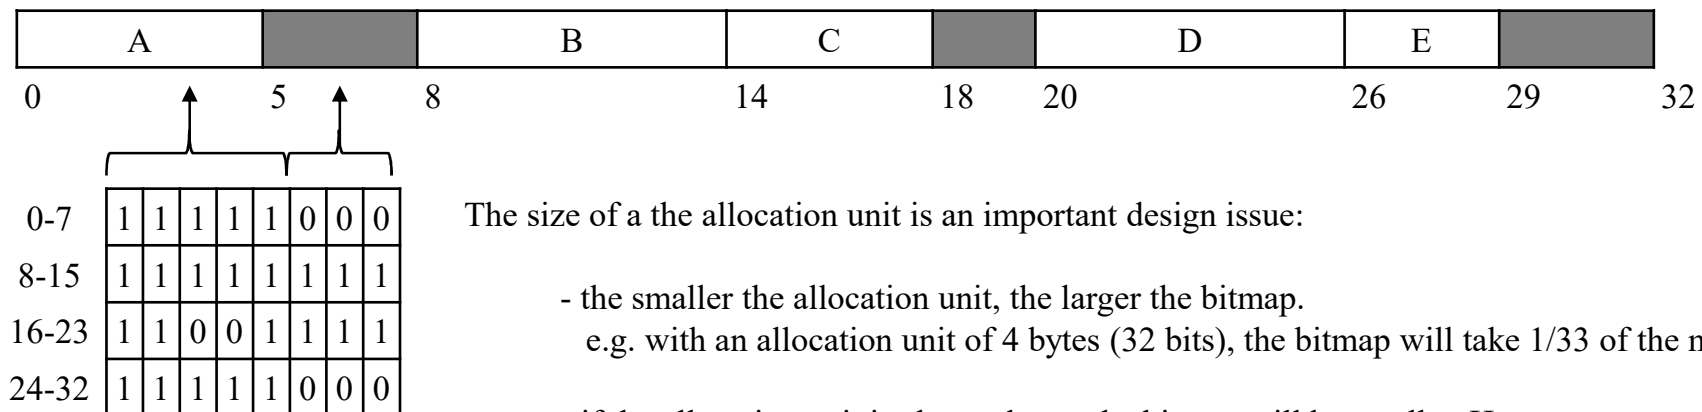 A B C D E
0 5 8 14 18 20 26 29 32
0-7 1 1 1 1 1 0 0 0
The size of a the allocation unit is an important design issue:
8-15 1 1 1 1 1 1 1 1
- the smaller the allocation unit, the larger the bitmap.
16-23 1 1 0 0 1 1 1 1
e.g. with an allocation unit of 4 bytes (32 bits), the bitmap will take 1/33 of the
24-32 1 1 1 1 1 0 0 0